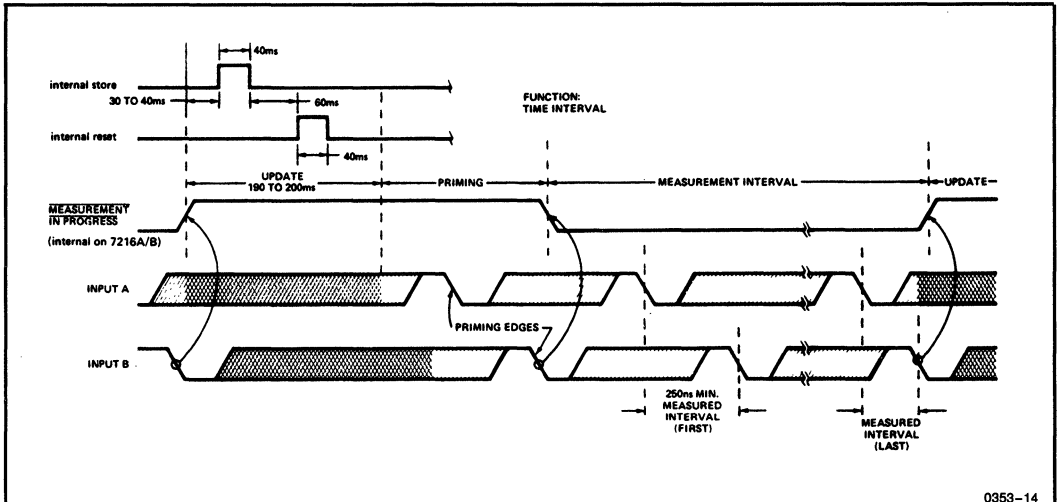 40ms
internal store
30 TO 40ms
60ms
FUNCTION:
TIME INTERVAL
internal reset
40ms
UPDATE
190 TO 200ms
PRIMING
MEASUREMENT INTERVAL
UPDATE
MEASUREMENT
IN PROGRESS
(internal on 7216A/B)
INPUT A
PRIMING EDGES
INPUT B
250ns MIN.
MEASURED
INTERVAL
(FIRST)
MEASURED
INTERVAL
(LAST)
0353–14